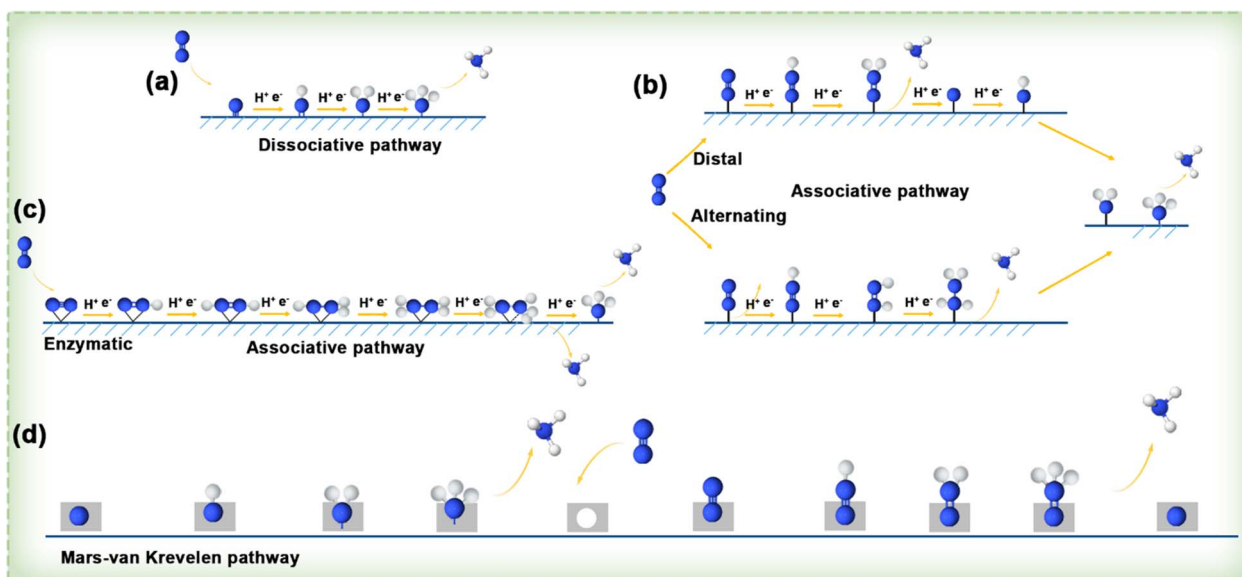 (a)
H+ e-
H+ e-
H+ e-
Dissociative pathway
(b)
H+ e-
H+ e-
H+ e-
H+ e-
Distal
Associative pathway
Alternating
H+ e-
H+ e-
H+ e-
(c)
H+ e-
H+ e-
H+ e-
H+ e-
H+ e-
H+ e-
Enzymatic
Associative pathway
(d)
Mars-van Krevelen pathway